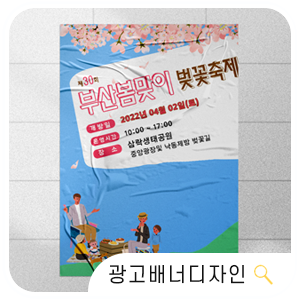 제30회
부산봄맞이 벚꽃축제
개방일 2022년 04월 02일(토)
운영시간 10:00 - 17:00
장소 삼락생태공원
중앙광장및 낙동제방 벚꽃길
광고배너디자인